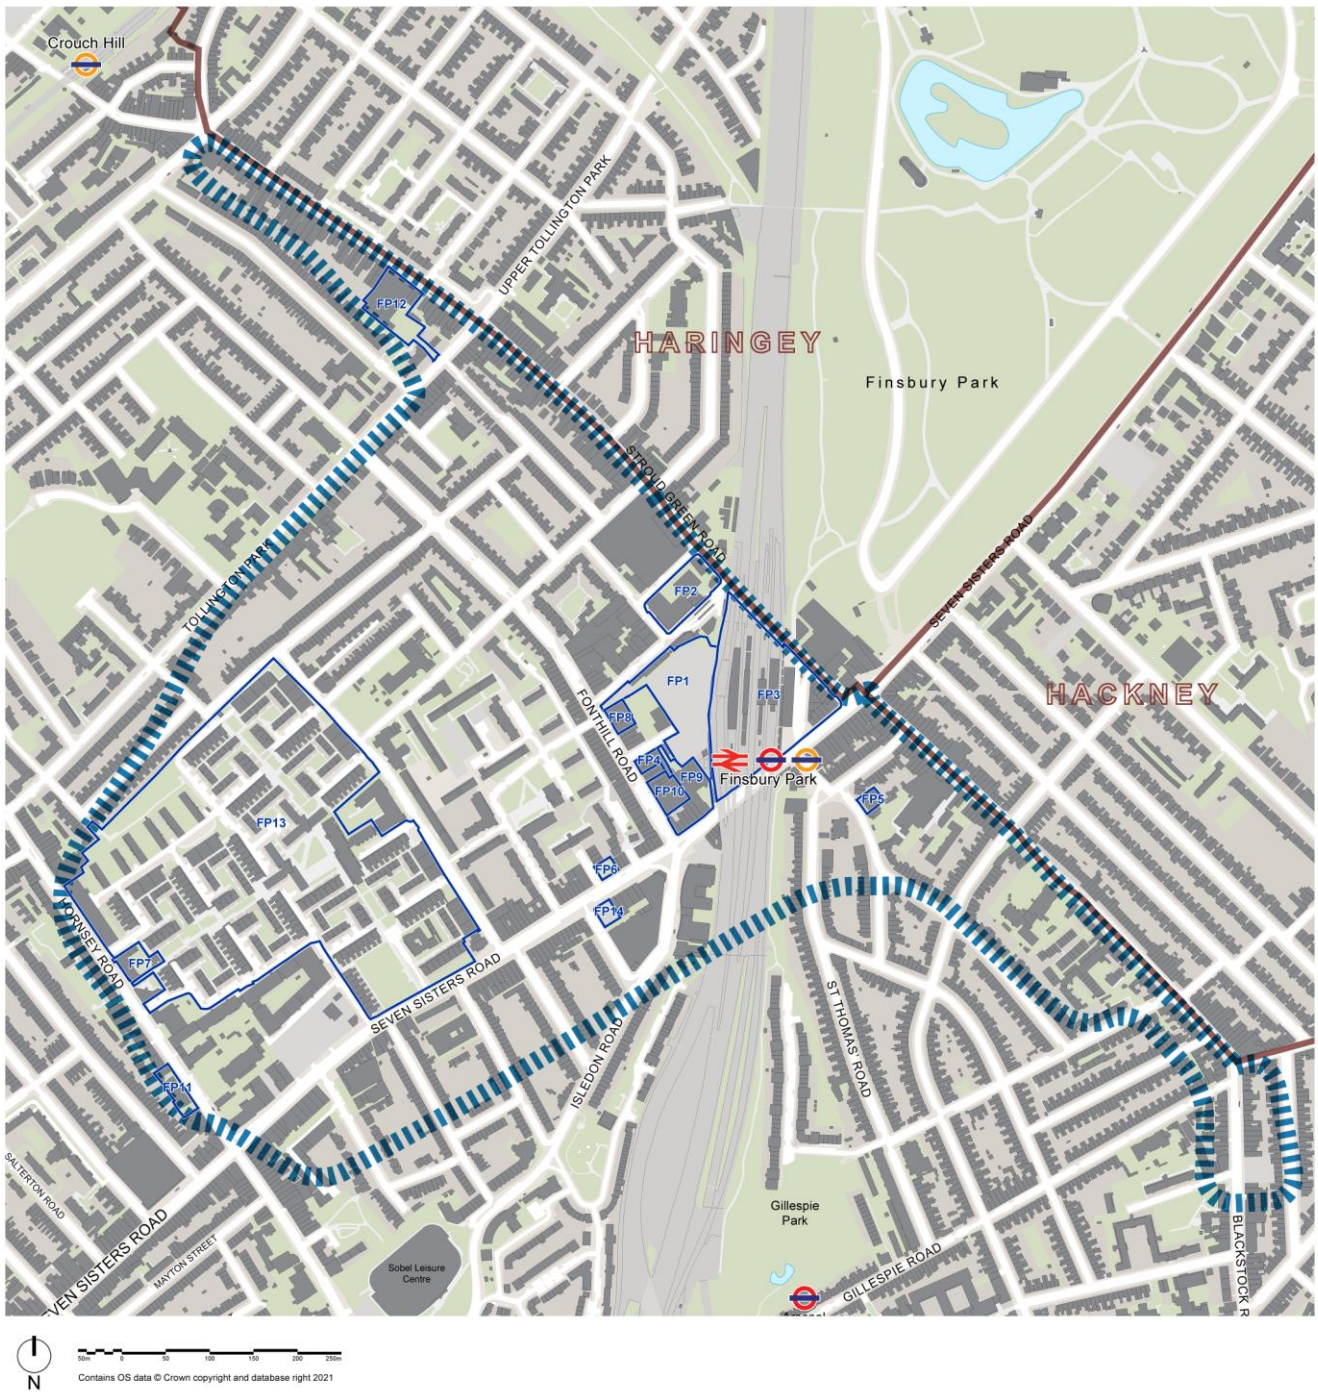 Crouch Hill
UPPER TOLLINGTON PARK
FP12
HARINGEY
Finsbury Park
STROUD GREEN ROAD
SEVEN SISTERS ROAD
TOLLINGTON PARK
FP2
FP1
FP3
HACKNEY
FONTHILL ROAD
FP8
FP4
FP9
Finsbury Park
FP10
FP5
FP13
FP6
FP14
HORNSEY ROAD
FP7
SEVEN SISTERS ROAD
ST THOMAS' ROAD
ISLEDON ROAD
FP11
SALTERTON ROAD
Gillespie
Park
BLACKSTOCK R
EVEN SISTERS ROAD
MAYTON STREET
Sobel Leisure
Centre
GILLESPIE ROAD
N
50m 0 50 100 150 200 250m
Contains OS data © Crown copyright and database right 2021